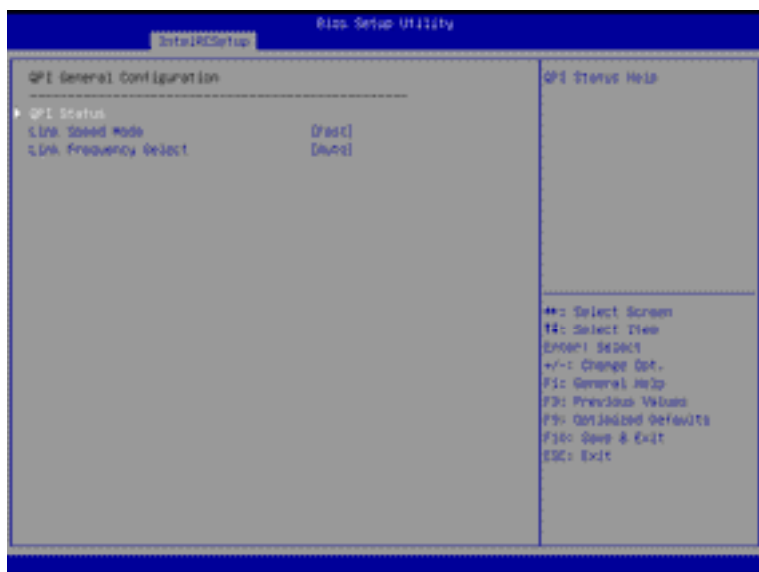 Bios Setup Utility
IntelRCSetup
QPI General Configuration
QPI Status
Link Speed Mode [Fast]
Link Frequency Select [Auto]
QPI Status Help
: Select Screen
: Select Item
Enter: Select
+/-: Change Opt.
F1: General Help
F3: Previous Values
F9: Optimized Defaults
F10: Save & Exit
ESC: Exit